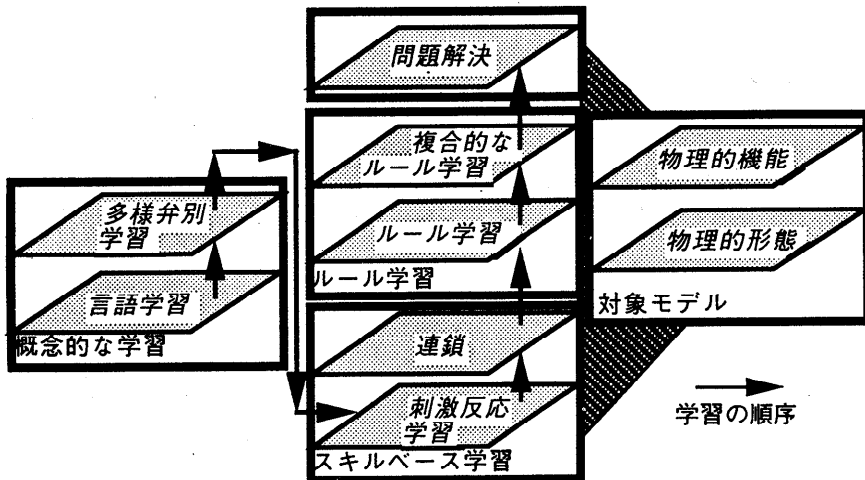 問題解決
複合的な
ルール学習
ルール学習
ルール学習
多様弁別
学習
言語学習
概念的な学習
連鎖
刺激反応
学習
スキルベース学習
物理的機能
物理的形態
対象モデル
学習の順序